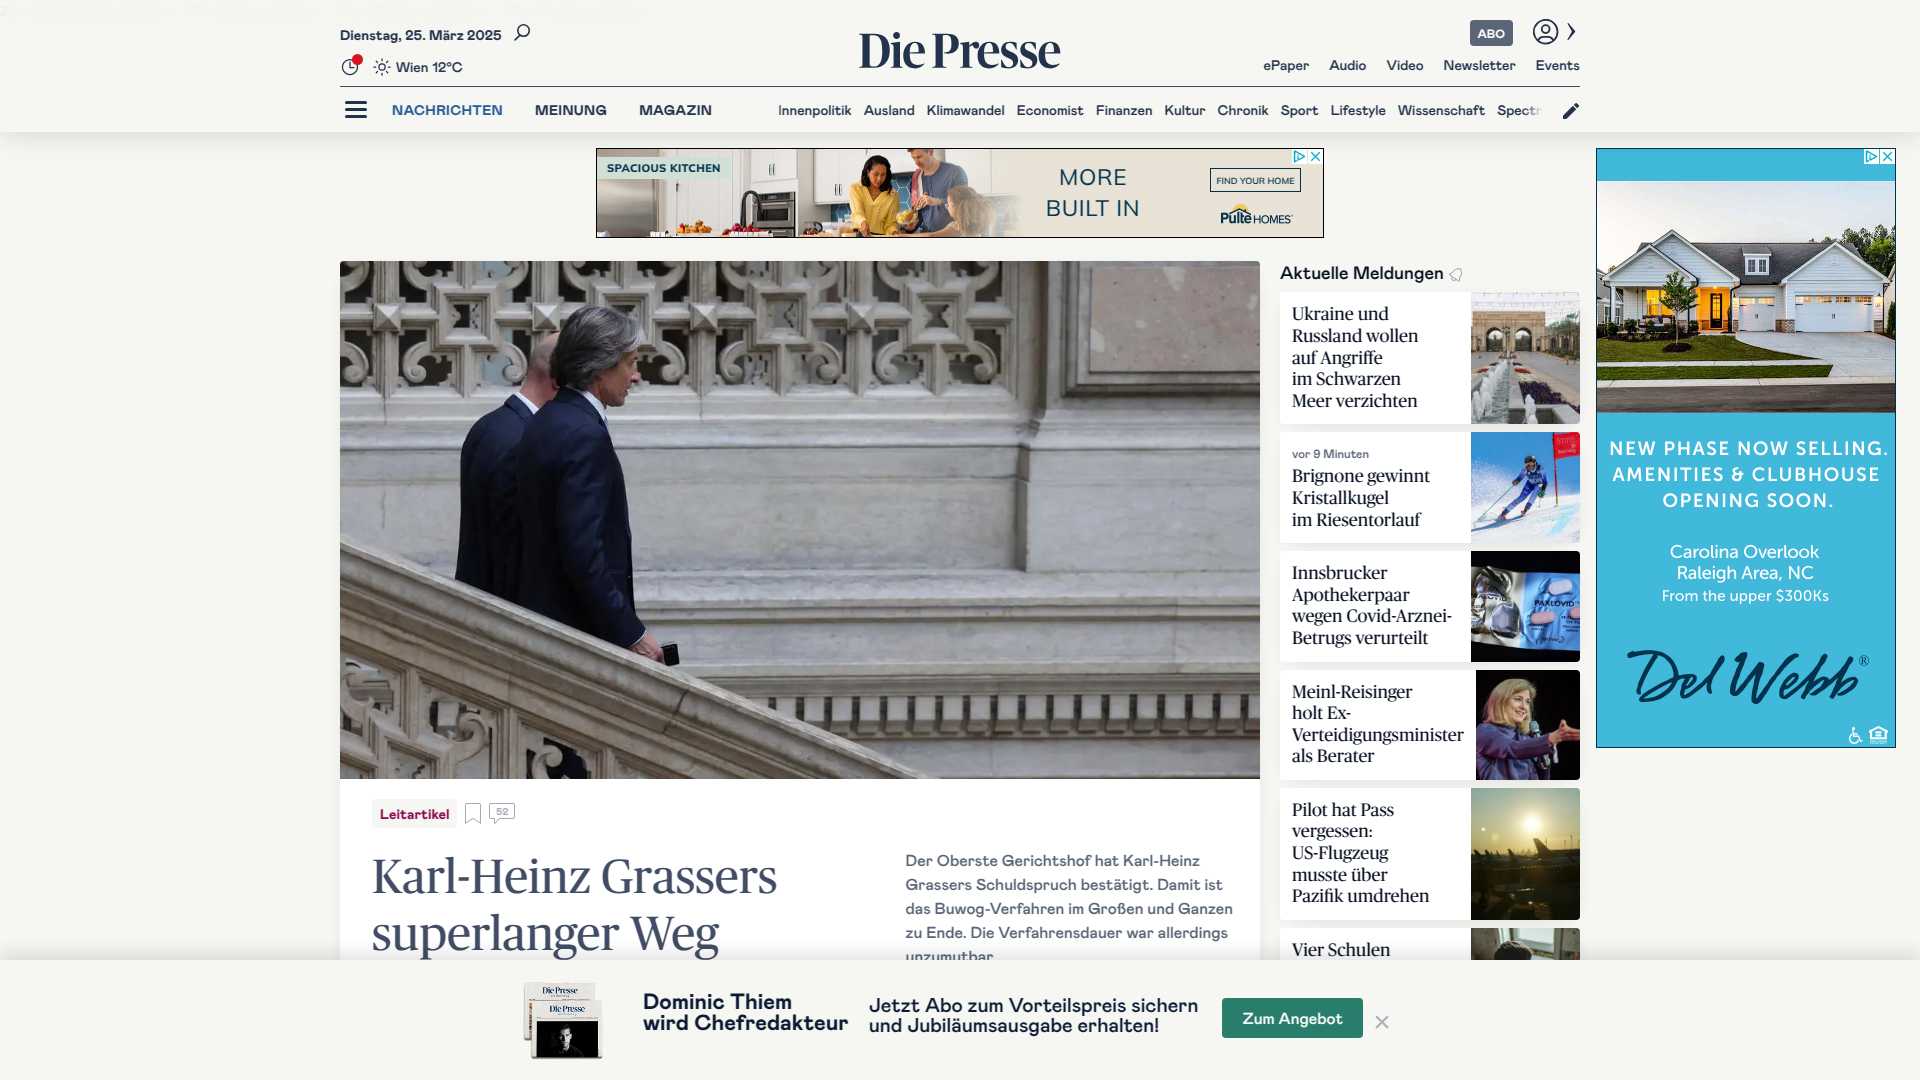 Dienstag, 25. März 2025
Wien 12°C
Die Presse
ABO
ePaper Audio Video Newsletter Events
NACHRICHTEN MEINUNG MAGAZIN
Innenpolitik Ausland Klimawandel Economist Finanzen Kultur Chronik Sport Lifestyle Wissenschaft Spectr
SPACIOUS KITCHEN
MORE
BUILT IN
FIND YOUR HOME
Pulte HOMES
Leitartikel
52
Karl-Heinz Grassers
superlanger Weg
Der Oberste Gerichtshof hat Karl-Heinz
Grassers Schuldspruch bestätigt. Damit ist
das Buwog-Verfahren im Großen und Ganzen
zu Ende. Die Verfahrensdauer war allerdings
unzumutbar.
Aktuelle Meldungen
Ukraine und
Russland wollen
auf Angriffe
im Schwarzen
Meer verzichten
vor 9 Minuten
Brignone gewinnt
Kristallkugel
im Riesentorlauf
Innsbrucker
Apothekerpaar
wegen Covid-Arznei-
Betrugs verurteilt
PAXLOVID
Meinl-Reisinger
holt Ex-
Verteidigungsminister
als Berater
Pilot hat Pass
vergessen:
US-Flugzeug
musste über
Pazifik umdrehen
Vier Schulen
NEW PHASE NOW SELLING.
AMENITIES & CLUBHOUSE
OPENING SOON.
Carolina Overlook
Raleigh Area, NC
From the upper $300Ks
Del Webb®
Die Presse
Die Presse
Dominic Thiem
wird Chefredakteur
Jetzt Abo zum Vorteilspreis sichern
und Jubiläumsausgabe erhalten!
Zum Angebot